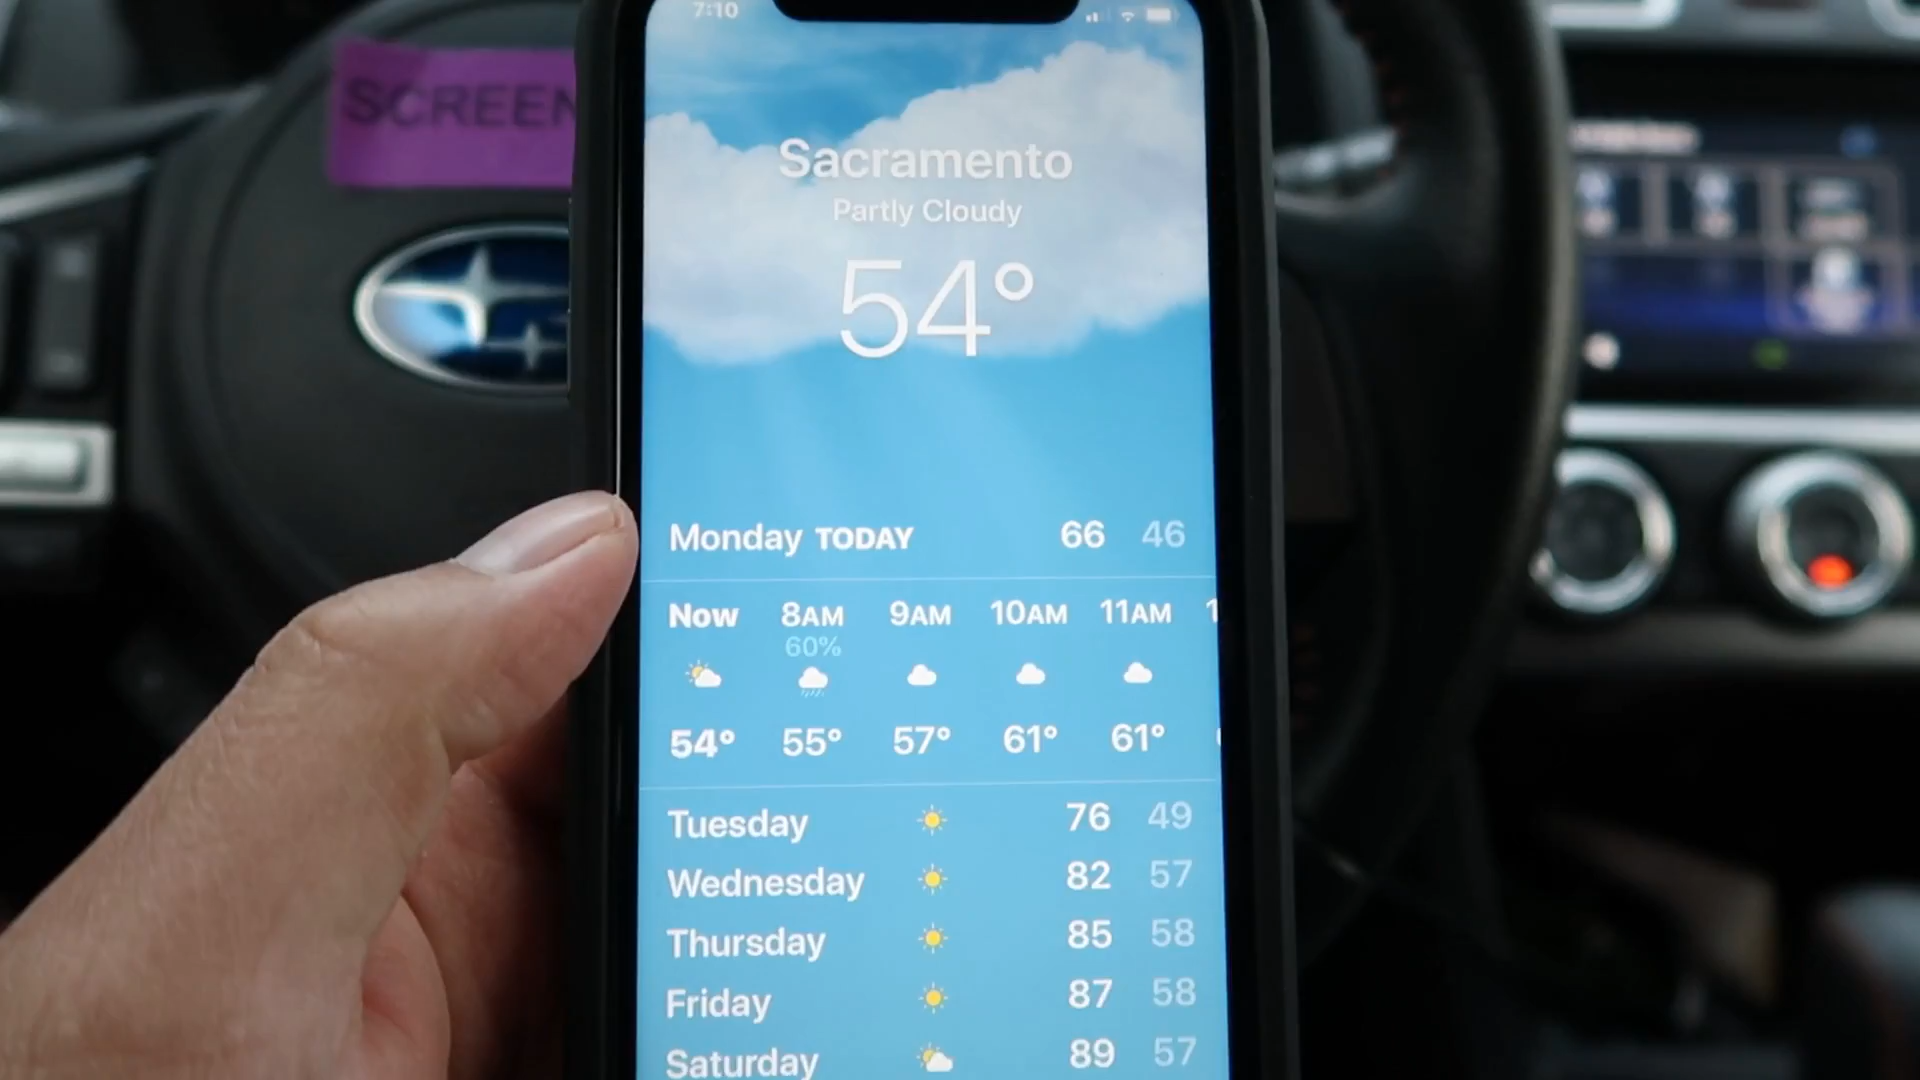 7:10
SCREEN
Sacramento
Partly Cloudy
54°
Monday TODAY 66 46
Now 8AM 9AM 10AM 11AM
60%
54° 55° 57° 61° 61°
Tuesday 76 49
Wednesday 82 57
Thursday 85 58
Friday 87 58
Saturday 89 57